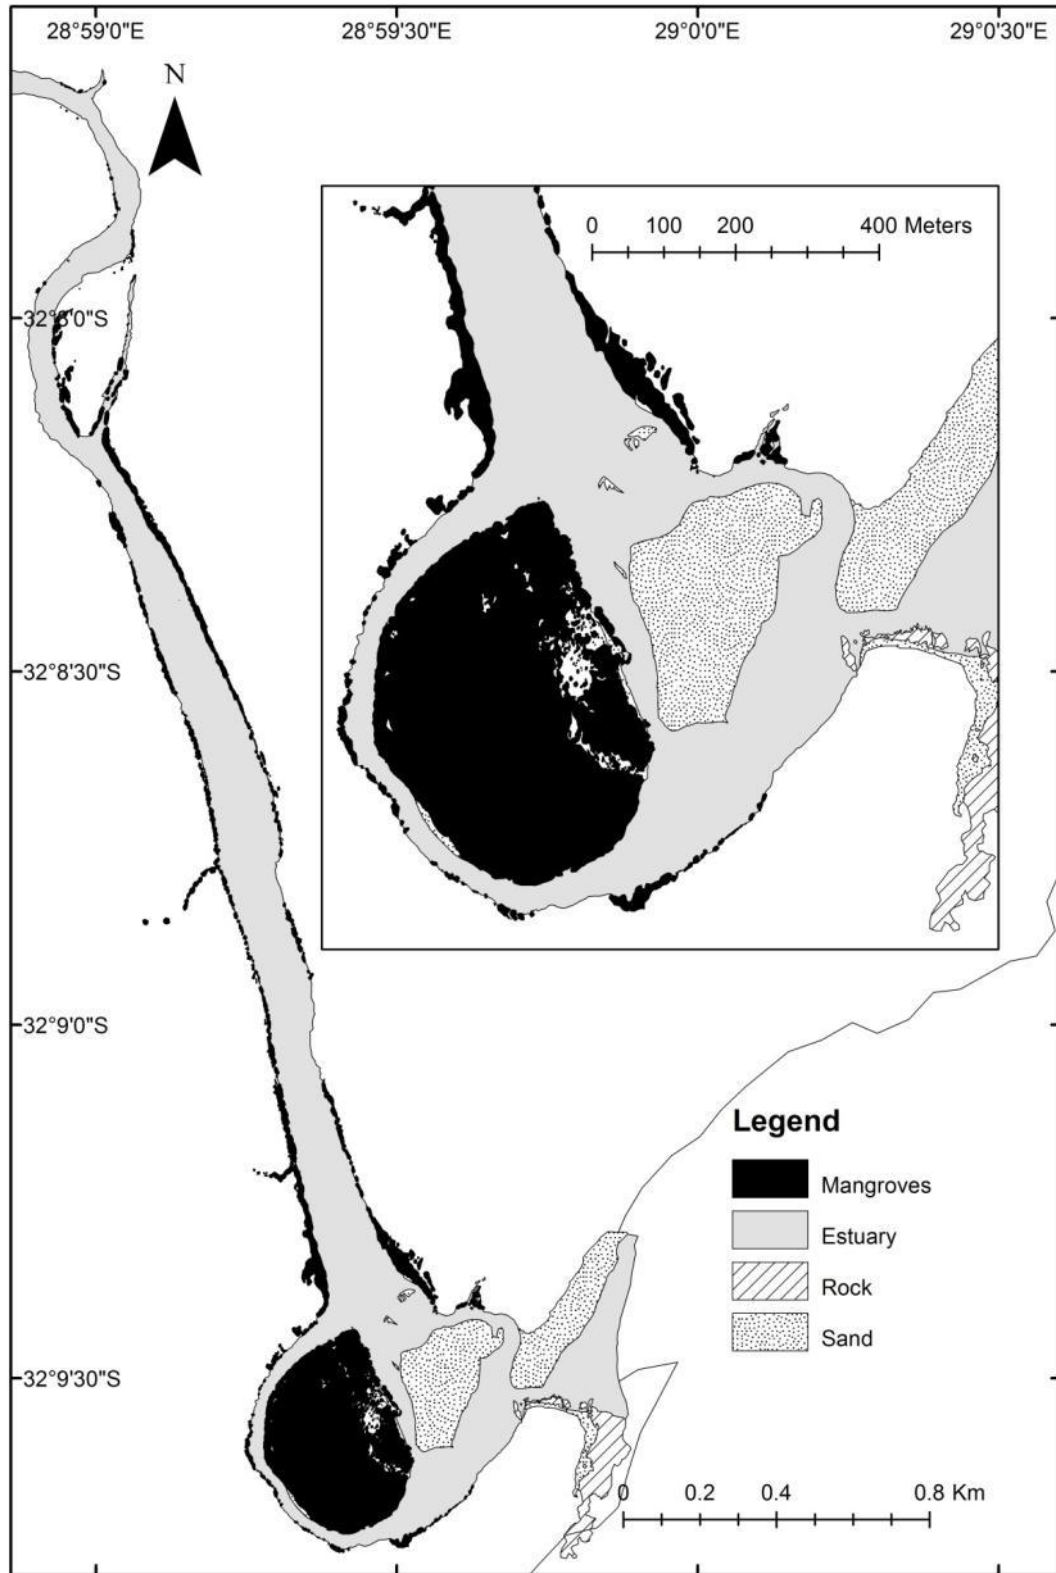 28°59'0"E 28°59'30"E 29°0'0"E 29°0'30"E
N
0 100 200 400 Meters
32°8'0"S
32°8'30"S
32°9'0"S
Legend
Mangroves
Estuary
Rock
Sand
32°9'30"S
0 0.2 0.4 0.8 Km